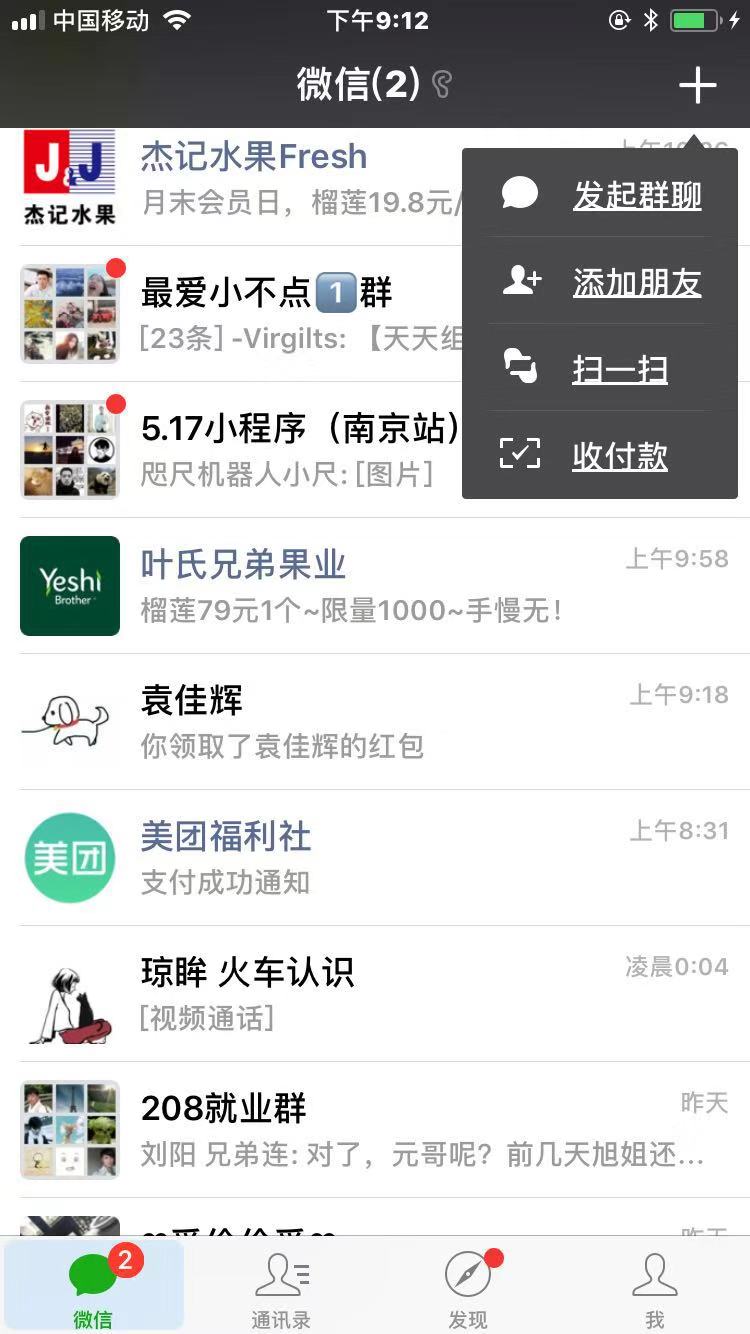 中国移动
下午9:12
微信(2)
杰记水果
杰记水果Fresh
月末会员日，榴莲19.8元/
发起群聊
添加朋友
扫一扫
收付款
最爱小不点1️⃣群
[23条] -Virgilts: 【天天组
5.17小程序（南京站）
咫尺机器人小尺: [图片]
Yeshi
Brother
叶氏兄弟果业
上午9:58
榴莲79元1个~限量1000~手慢无！
袁佳辉
上午9:18
你领取了袁佳辉的红包
美团
美团福利社
上午8:31
支付成功通知
琼眸 火车认识
凌晨0:04
[视频通话]
208就业群
昨天
刘阳 兄弟连: 对了，元哥呢？前几天旭姐还...
2
微信
通讯录
发现
我